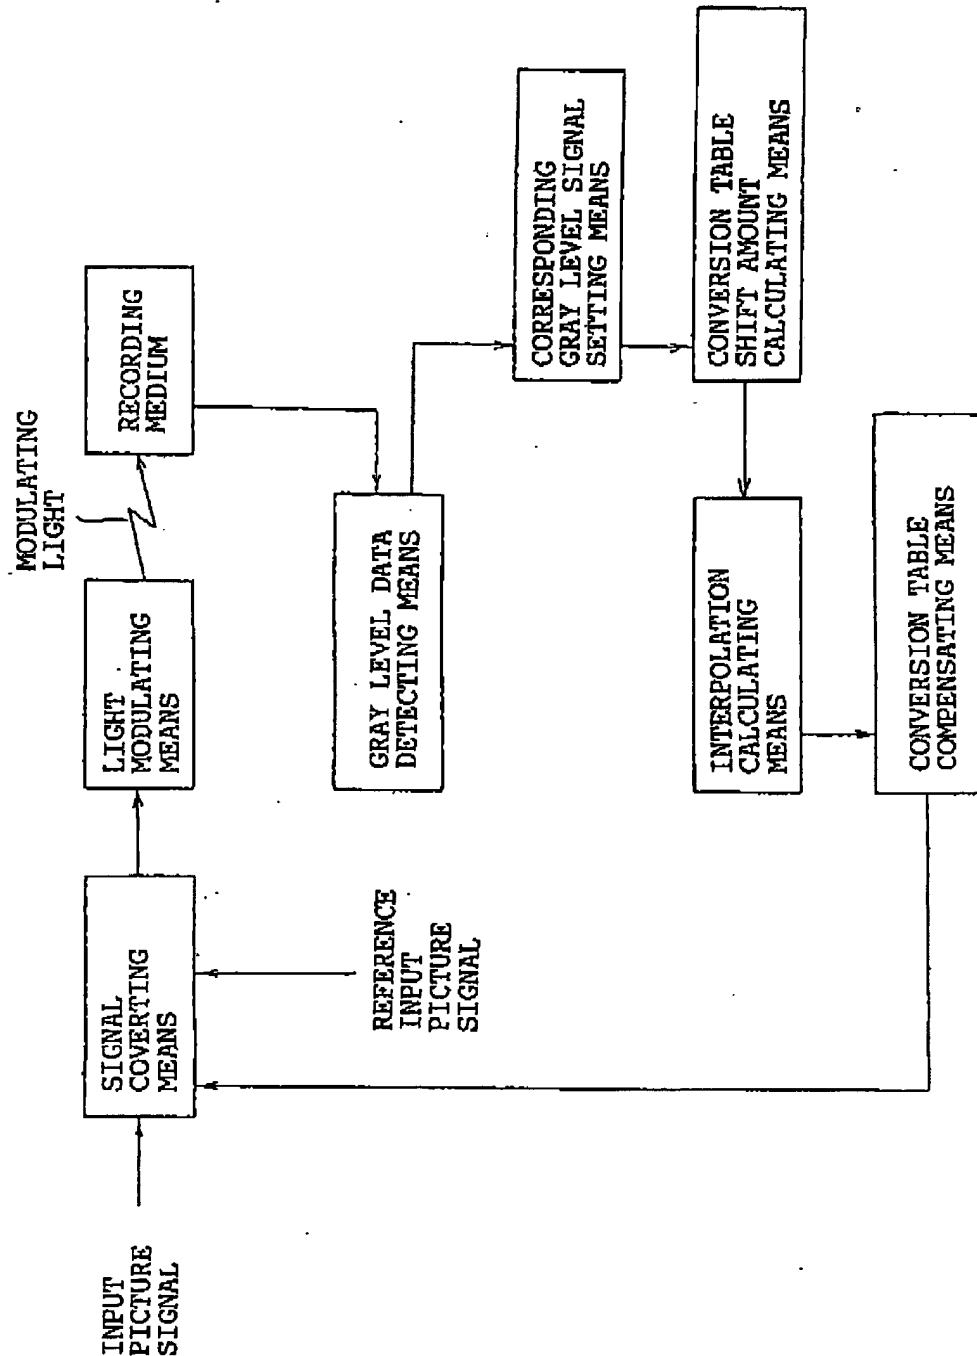 INPUT
PICTURE
SIGNAL
SIGNAL
COVERTING
MEANS
REFERENCE
INPUT
PICTURE
SIGNAL
LIGHT
MODULATING
MEANS
MODULATING
LIGHT
RECORDING
MEDIUM
GRAY LEVEL DATA
DETECTING MEANS
CORRESPONDING
GRAY LEVEL SIGNAL
SETTING MEANS
CONVERSION TABLE
SHIFT AMOUNT
CALCULATING MEANS
INTERPOLATION
CALCULATING
MEANS
CONVERSION TABLE
COMPENSATING MEANS